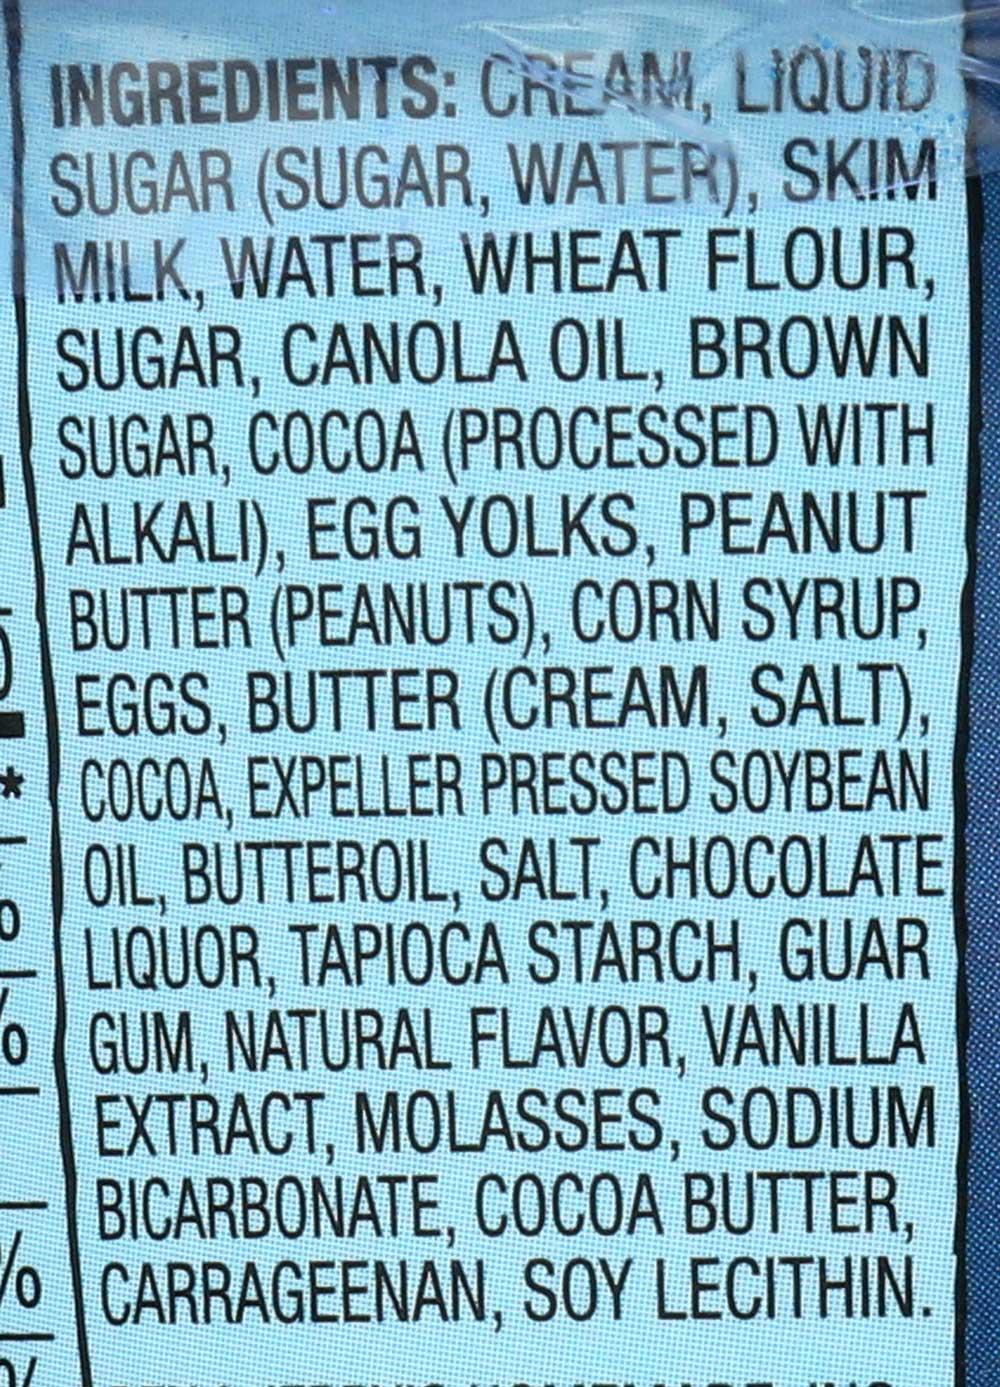 INGREDIENTS: CREAM, LIQUID
SUGAR (SUGAR, WATER), SKIM
MILK, WATER, WHEAT FLOUR,
SUGAR, CANOLA OIL, BROWN
SUGAR, COCOA (PROCESSED WITH
ALKALI), EGG YOLKS, PEANUT
BUTTER (PEANUTS), CORN SYRUP,
EGGS, BUTTER (CREAM, SALT),
COCOA, EXPELLER PRESSED SOYBEAN
OIL, BUTTEROIL, SALT, CHOCOLATE
LIQUOR, TAPIOCA STARCH, GUAR
GUM, NATURAL FLAVOR, VANILLA
EXTRACT, MOLASSES, SODIUM
BICARBONATE, COCOA BUTTER,
CARRAGEENAN, SOY LECITHIN.